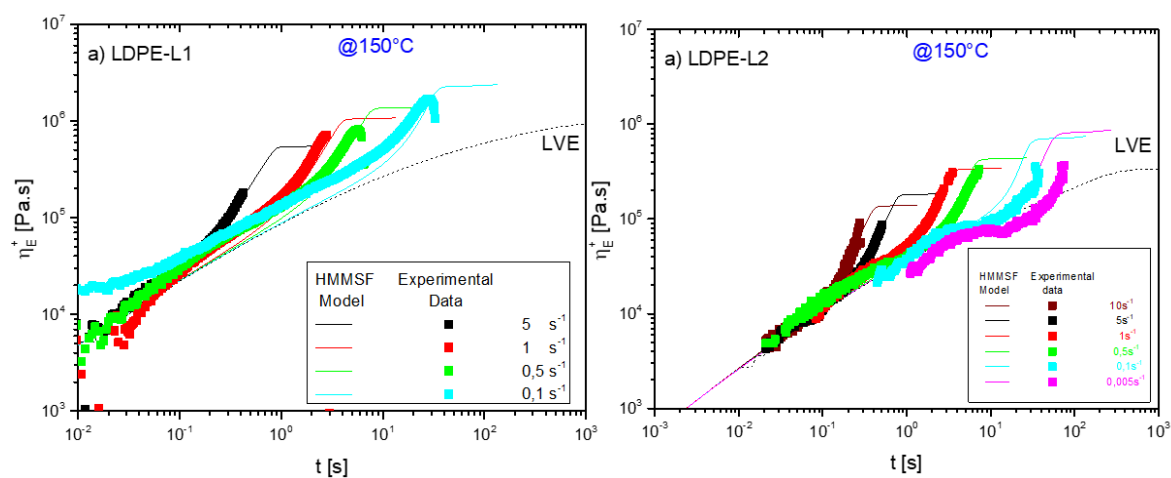 a) LDPE-L1
@150°C
LVE
10⁷
10⁶
10⁵
10⁴
10³
η⁺E [Pa.s]
HMMSF Experimental
Model Data
5 s⁻¹
1 s⁻¹
0,5 s⁻¹
0,1 s⁻¹
10⁻² 10⁻¹ 10⁰ 10¹ 10² 10³
t [s]
a) LDPE-L2
@150°C
LVE
10⁷
10⁶
10⁵
10⁴
10³
η⁺E [Pa.s]
HMMSF Experimental
Model data
10s⁻¹
5s⁻¹
1s⁻¹
0,5s⁻¹
0,1s⁻¹
0,005s⁻¹
10⁻³ 10⁻² 10⁻¹ 10⁰ 10¹ 10² 10³
t [s]